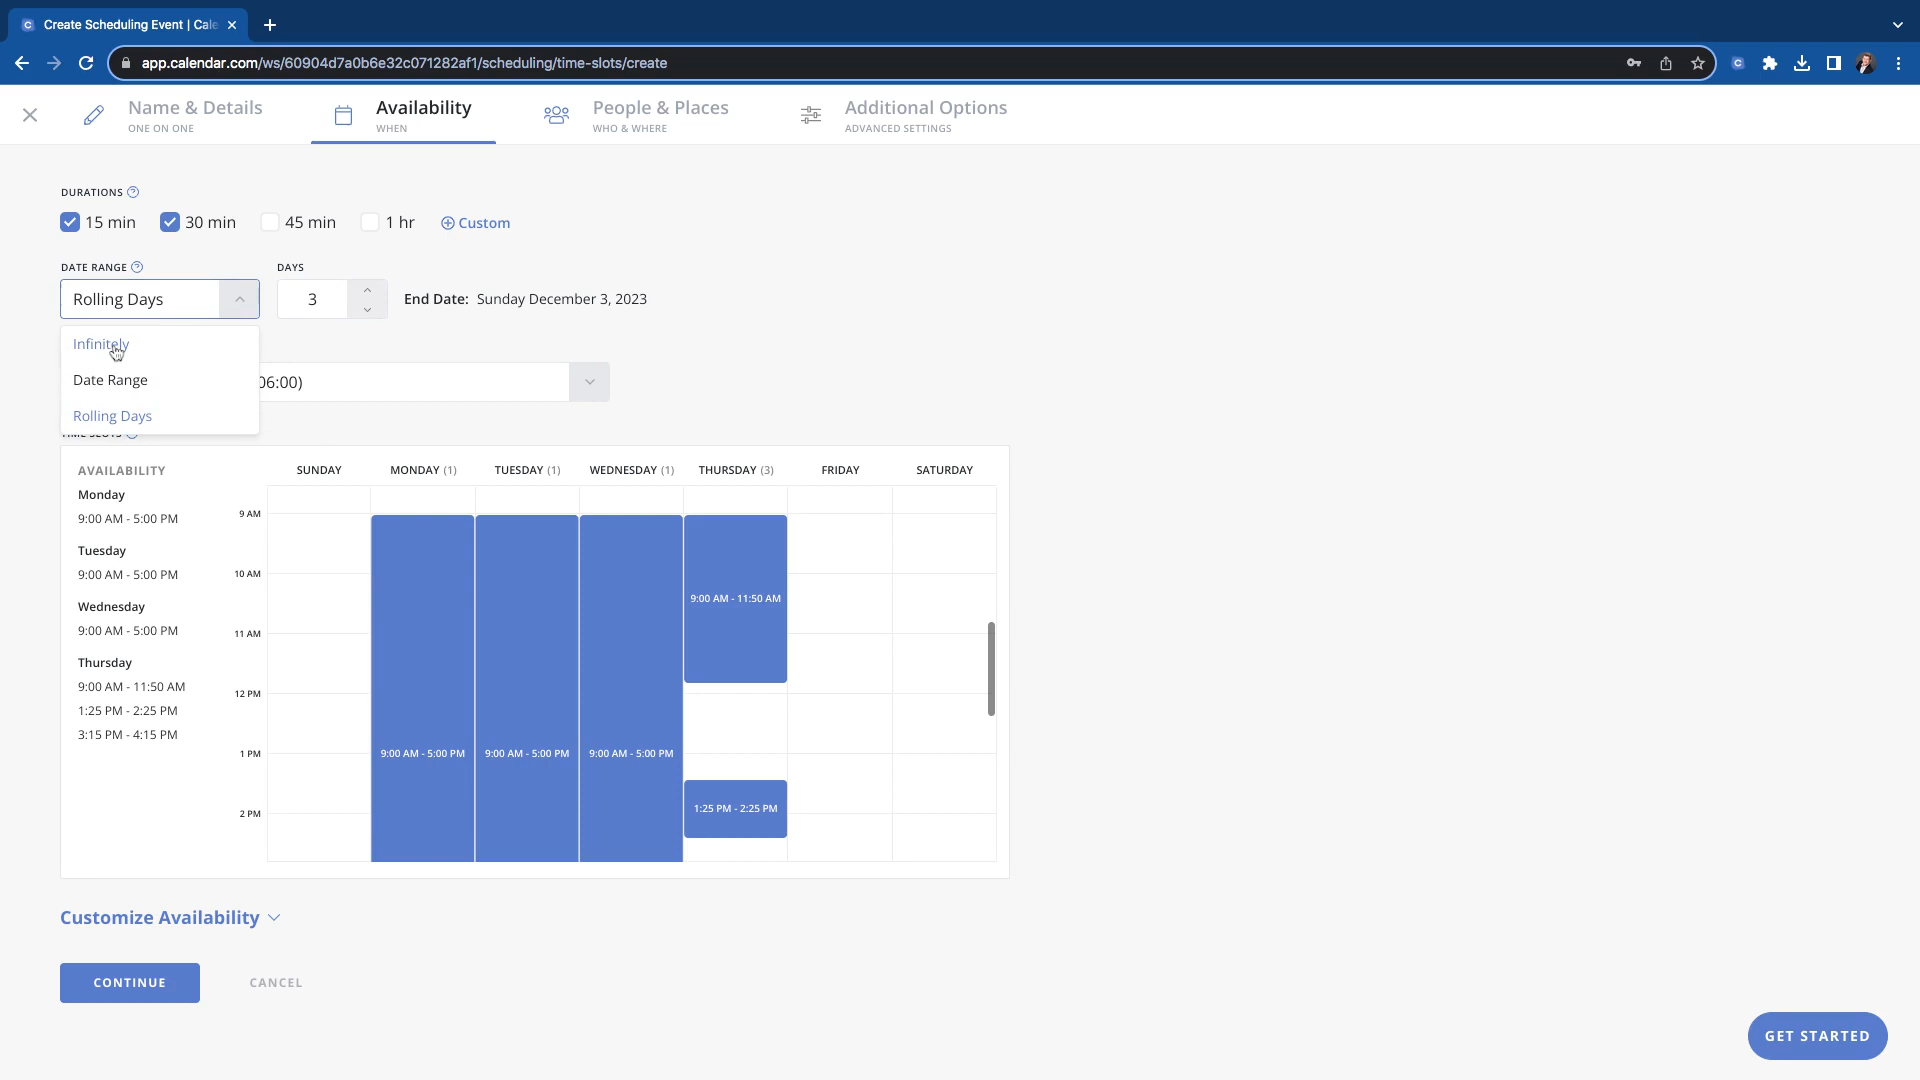 Create Scheduling Event | Cale
app.calendar.com/ws/60904d7a0b6e32c071282af1/scheduling/time-slots/create
Name & Details
ONE ON ONE
Availability
WHEN
People & Places
WHO & WHERE
Additional Options
ADVANCED SETTINGS
DURATIONS
15 min
30 min
45 min
1 hr
Custom
DATE RANGE
DAYS
Rolling Days
3
End Date: Sunday December 3, 2023
Infinitely
Date Range
Rolling Days
06:00)
TIME SLOTS
AVAILABILITY
SUNDAY
MONDAY (1)
TUESDAY (1)
WEDNESDAY (1)
THURSDAY (3)
FRIDAY
SATURDAY
Monday
9:00 AM - 5:00 PM
Tuesday
9:00 AM - 5:00 PM
Wednesday
9:00 AM - 5:00 PM
Thursday
9:00 AM - 11:50 AM
1:25 PM - 2:25 PM
3:15 PM - 4:15 PM
9 AM
10 AM
11 AM
12 PM
1 PM
2 PM
9:00 AM - 5:00 PM
9:00 AM - 5:00 PM
9:00 AM - 5:00 PM
9:00 AM - 11:50 AM
1:25 PM - 2:25 PM
Customize Availability
CONTINUE
CANCEL
GET STARTED